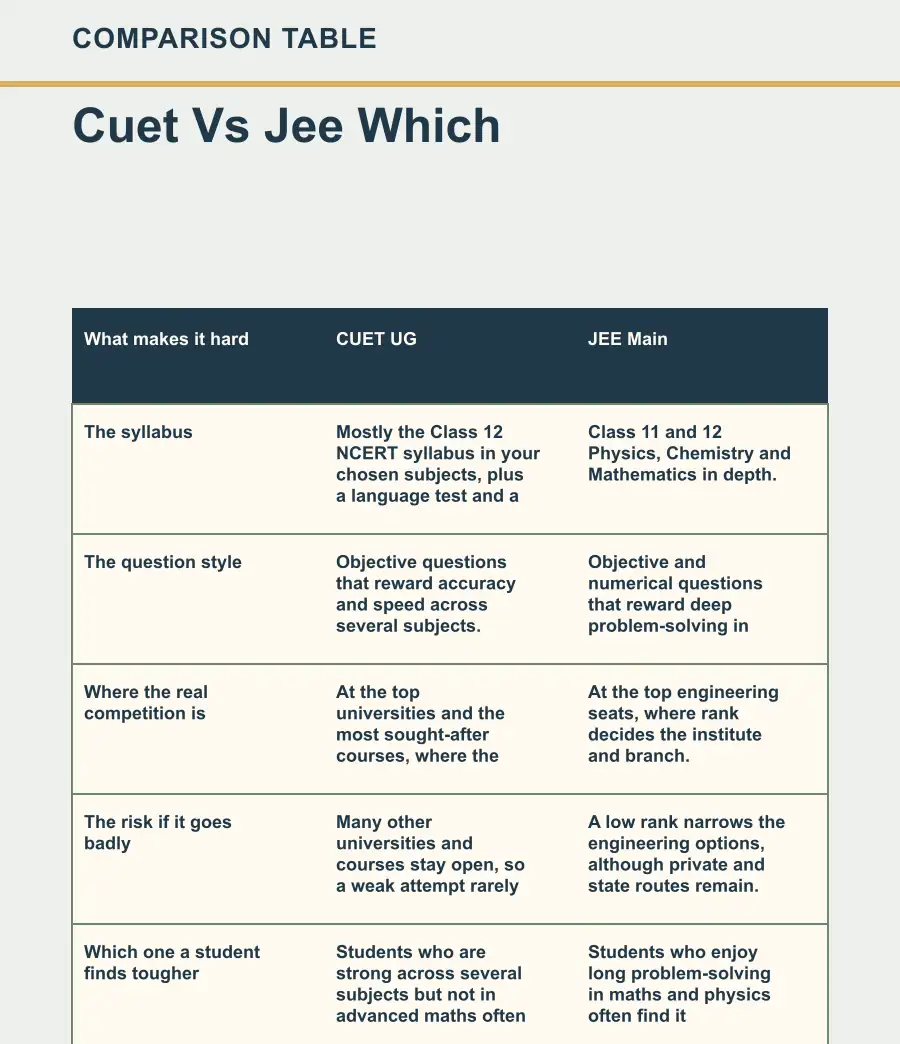 COMPARISON TABLE
Cuet Vs Jee Which
What makes it hard
CUET UG
JEE Main
The syllabus
Mostly the Class 12
NCERT syllabus in your
chosen subjects, plus
a language test and a
Class 11 and 12
Physics, Chemistry and
Mathematics in depth.
The question style
Objective questions
that reward accuracy
and speed across
several subjects.
Objective and
numerical questions
that reward deep
problem-solving in
Where the real
competition is
At the top
universities and the
most sought-after
courses, where the
At the top engineering
seats, where rank
decides the institute
and branch.
The risk if it goes
badly
Many other
universities and
courses stay open, so
a weak attempt rarely
A low rank narrows the
engineering options,
although private and
state routes remain.
Which one a student
finds tougher
Students who are
strong across several
subjects but not in
advanced maths often
Students who enjoy
long problem-solving
in maths and physics
often find it